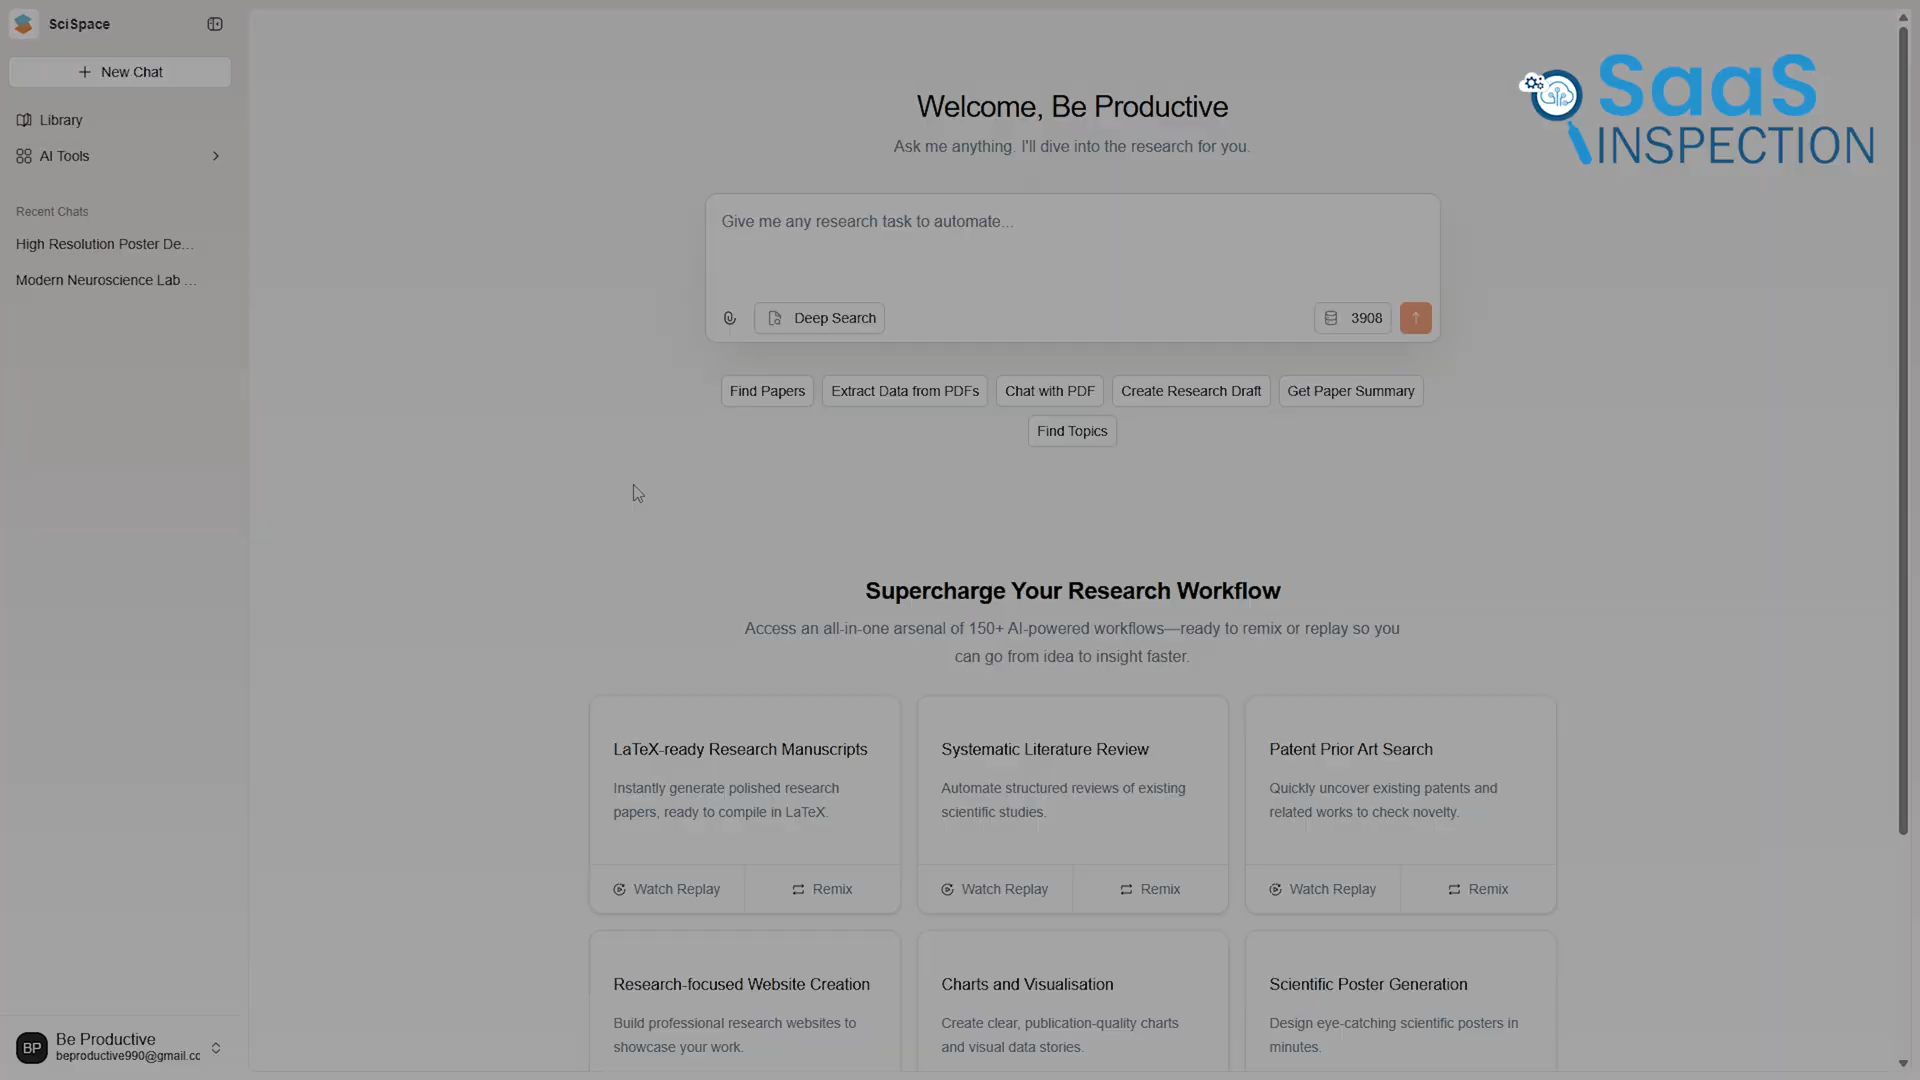 SciSpace
New Chat
Library
AI Tools
Recent Chats
High Resolution Poster De...
Modern Neuroscience Lab ...
BP
Be Productive
beproductive990@gmail.cc
SaaS
INSPECTION
Welcome, Be Productive
Ask me anything. I'll dive into the research for you.
Give me any research task to automate...
Deep Search
3908
Find Papers
Extract Data from PDFs
Chat with PDF
Create Research Draft
Get Paper Summary
Find Topics
Supercharge Your Research Workflow
Access an all-in-one arsenal of 150+ AI-powered workflows—ready to remix or replay so you
can go from idea to insight faster.
LaTeX-ready Research Manuscripts
Instantly generate polished research
papers, ready to compile in LaTeX.
Watch Replay
Remix
Systematic Literature Review
Automate structured reviews of existing
scientific studies.
Watch Replay
Remix
Patent Prior Art Search
Quickly uncover existing patents and
related works to check novelty.
Watch Replay
Remix
Research-focused Website Creation
Build professional research websites to
showcase your work.
Charts and Visualisation
Create clear, publication-quality charts
and visual data stories.
Scientific Poster Generation
Design eye-catching scientific posters in
minutes.